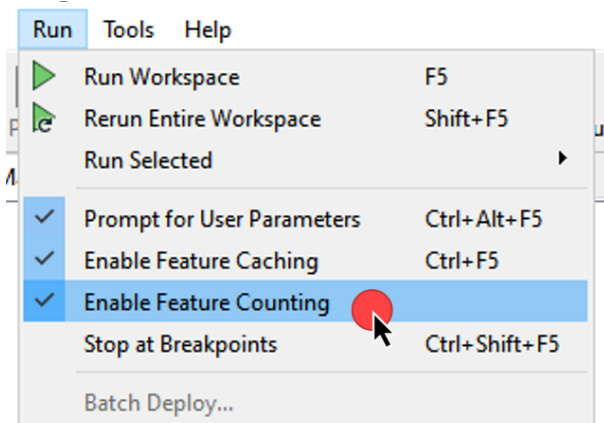 Run Tools Help
Run Workspace F5
Rerun Entire Workspace Shift+F5
Run Selected
Prompt for User Parameters Ctrl+Alt+F5
Enable Feature Caching Ctrl+F5
Enable Feature Counting
Stop at Breakpoints Ctrl+Shift+F5
Batch Deploy...